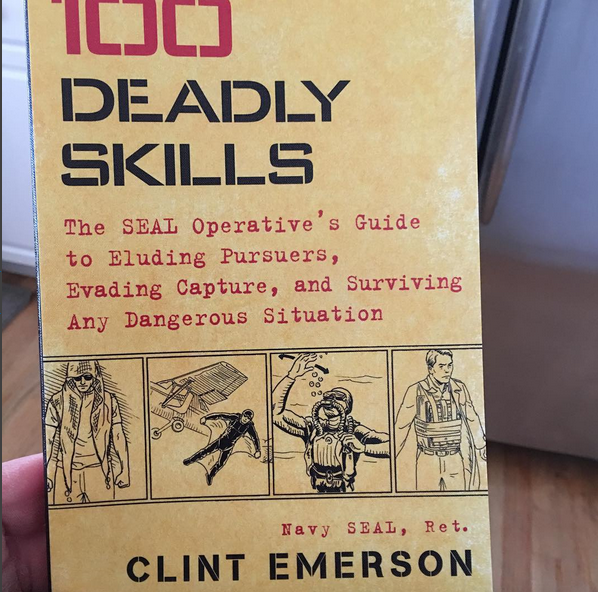 100
DEADLY
SKILLS
The SEAL Operative's Guide
to Eluding Pursuers,
Evading Capture, and Surviving
Any Dangerous Situation
Navy SEAL, Ret.
CLINT EMERSON